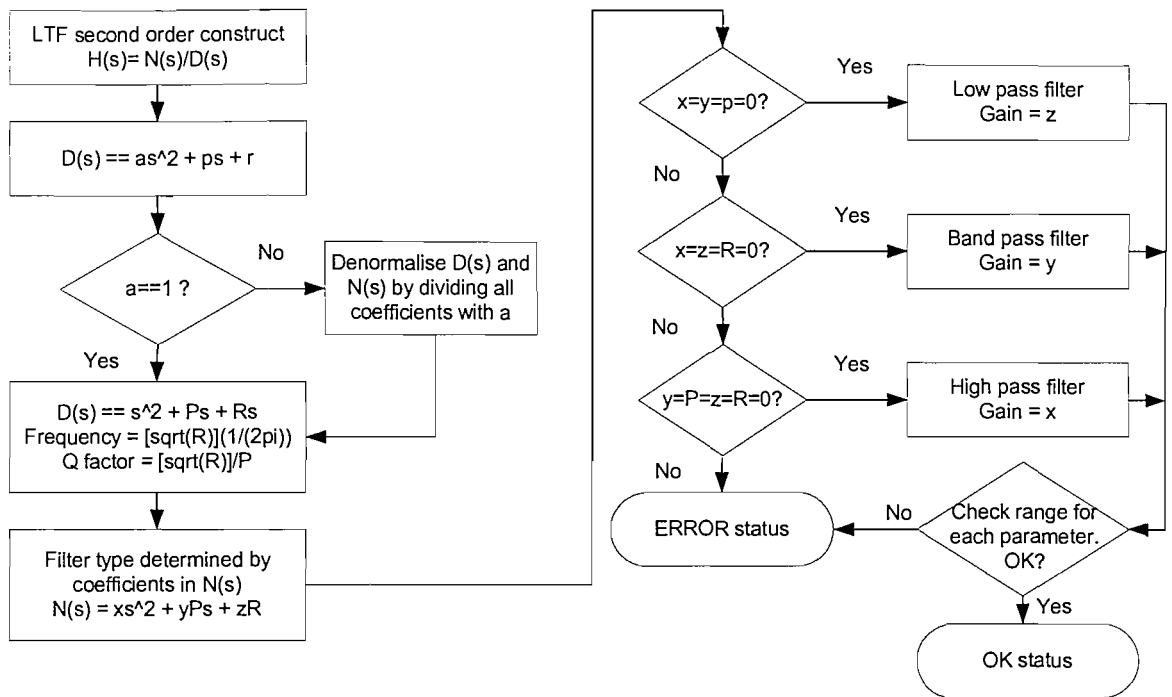 LTF second order construct
H(s)= N(s)/D(s)
D(s) == as^2 + ps + r
a==1 ?
No
Denormalise D(s) and
N(s) by dividing all
coefficients with a
Yes
D(s) == s^2 + Ps + Rs
Frequency = [sqrt(R)](1/(2pi))
Q factor = [sqrt(R)]/P
Filter type determined by
coefficients in N(s)
N(s) = xs^2 + yPs + zR
x=y=p=0?
Yes
Low pass filter
Gain = z
No
x=z=R=0?
Yes
Band pass filter
Gain = y
No
y=P=z=R=0?
Yes
High pass filter
Gain = x
No
ERROR status
No
Check range for
each parameter.
OK?
Yes
OK status